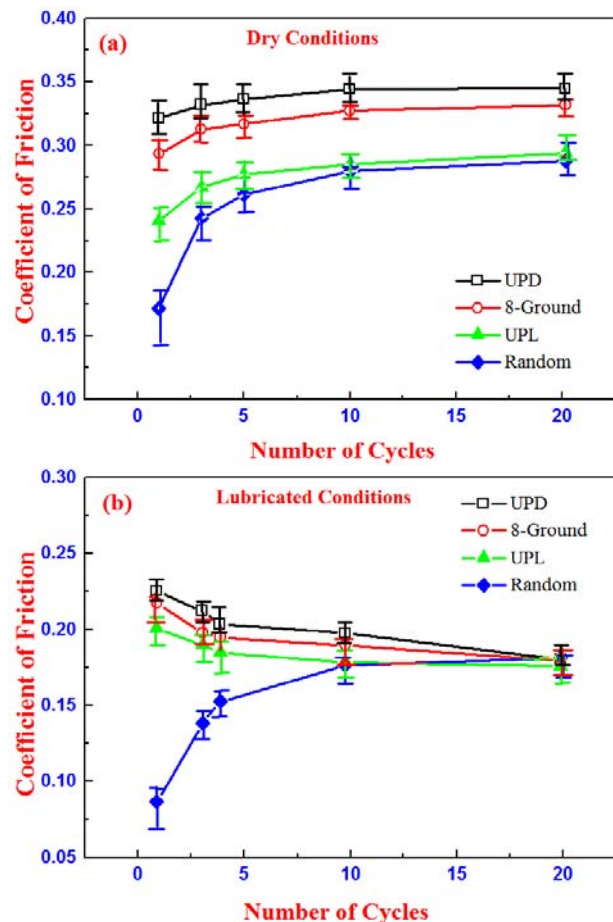 0.40
(a)
Dry Conditions
0.35
0.30
0.25
0.20
0.15
0.10
Coefficient of Friction
UPD
8-Ground
UPL
Random
0 5 10 15 20
Number of Cycles
0.30
(b)
Lubricated Conditions
0.25
0.20
0.15
0.10
0.05
Coefficient of Friction
UPD
8-Ground
UPL
Random
0 5 10 15 20
Number of Cycles